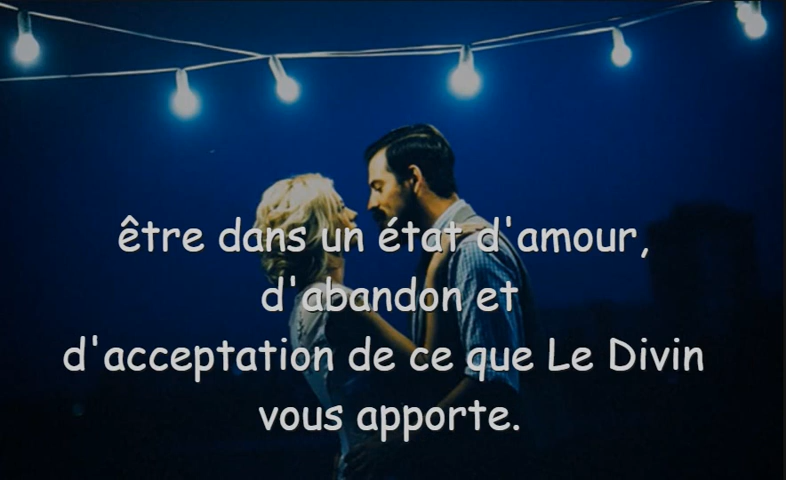 être dans un état d'amour,
d'abandon et
d'acceptation de ce que Le Divin
vous apporte.